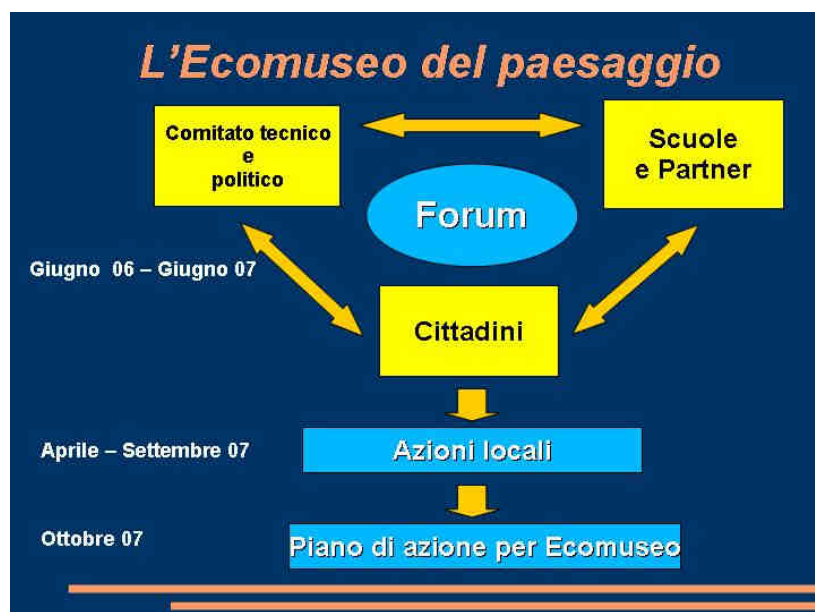 L'Ecomuseo del paesaggio
Comitato tecnico
e
politico
Scuole
e Partner
Forum
Giugno 06 – Giugno 07
Cittadini
Aprile – Settembre 07
Azioni locali
Ottobre 07
Piano di azione per Ecomuseo